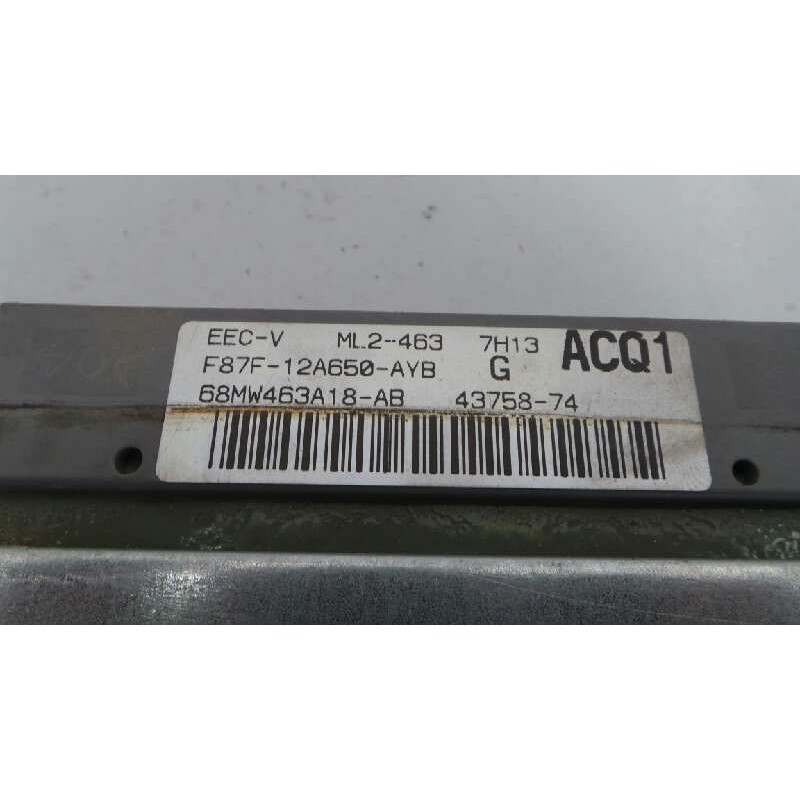 EEC-V ML2-463 7H13 ACQ1
F87F-12A650-AYB G
68MW463A18-AB 43758-74